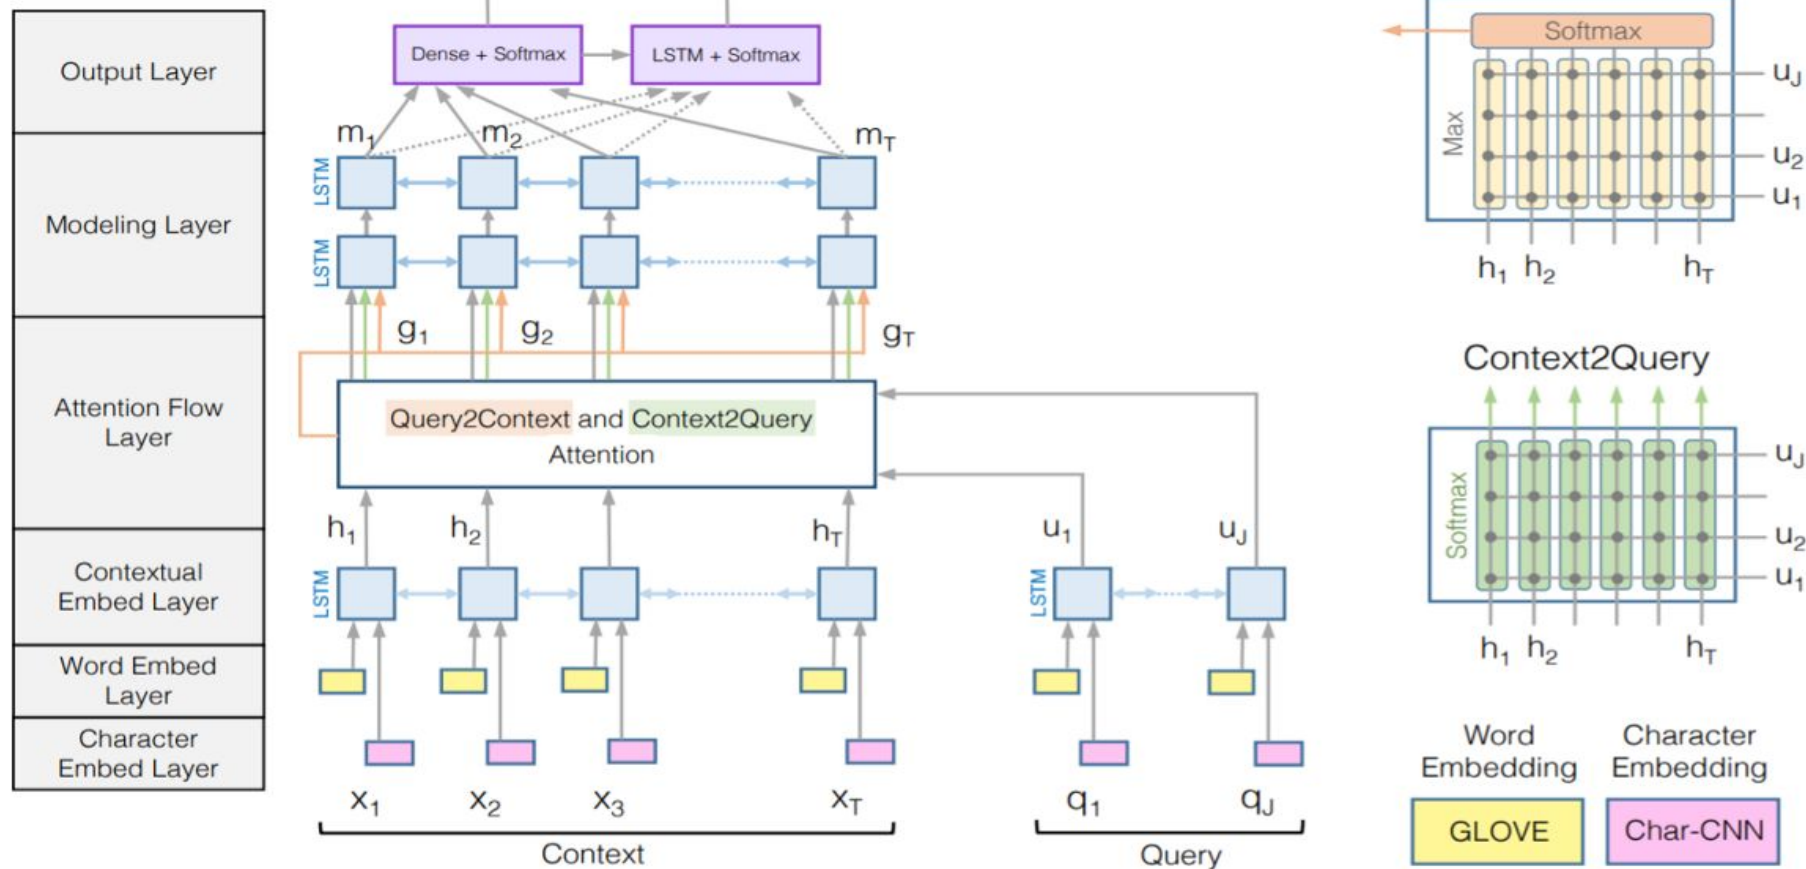 Output Layer
Modeling Layer
Attention Flow
Layer
Contextual
Embed Layer
Word Embed
Layer
Character
Embed Layer
Dense + Softmax
LSTM + Softmax
m1
m2
mT
LSTM
LSTM
g1
g2
gT
Query2Context and Context2Query
Attention
h1
h2
hT
u1
uJ
LSTM
LSTM
x1
x2
x3
xT
q1
qJ
Context
Query
Softmax
Max
uJ
u2
u1
h1
h2
hT
Context2Query
Softmax
uJ
u2
u1
h1
h2
hT
Word
Embedding
Character
Embedding
GLOVE
Char-CNN